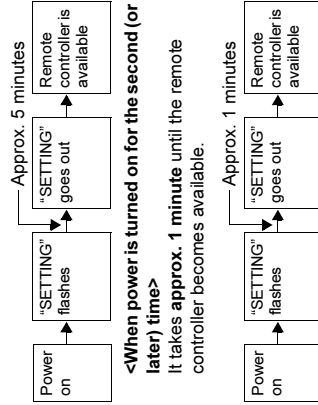 Approx. 5 minutes
Power
on
“SETTING”
flashes
“SETTING”
goes out
Remote
controller is
available
<When power is turned on for the second (or
later) time>
It takes approx. 1 minute until the remote
controller becomes available.
Approx. 1 minutes
Power
on
“SETTING”
flashes
“SETTING”
goes out
Remote
controller is
available